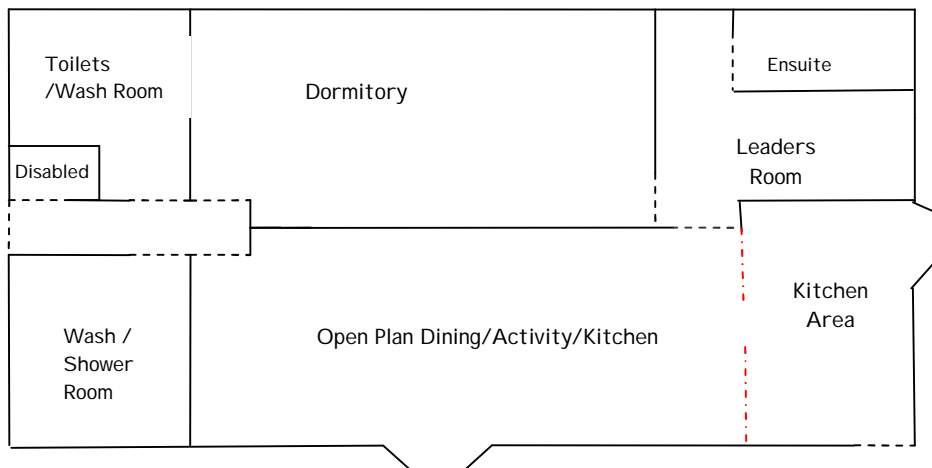 Toilets
/Wash Room
Dormitory
Ensuite
Disabled
Leaders
Room
Wash /
Shower
Room
Open Plan Dining/Activity/Kitchen
Kitchen
Area